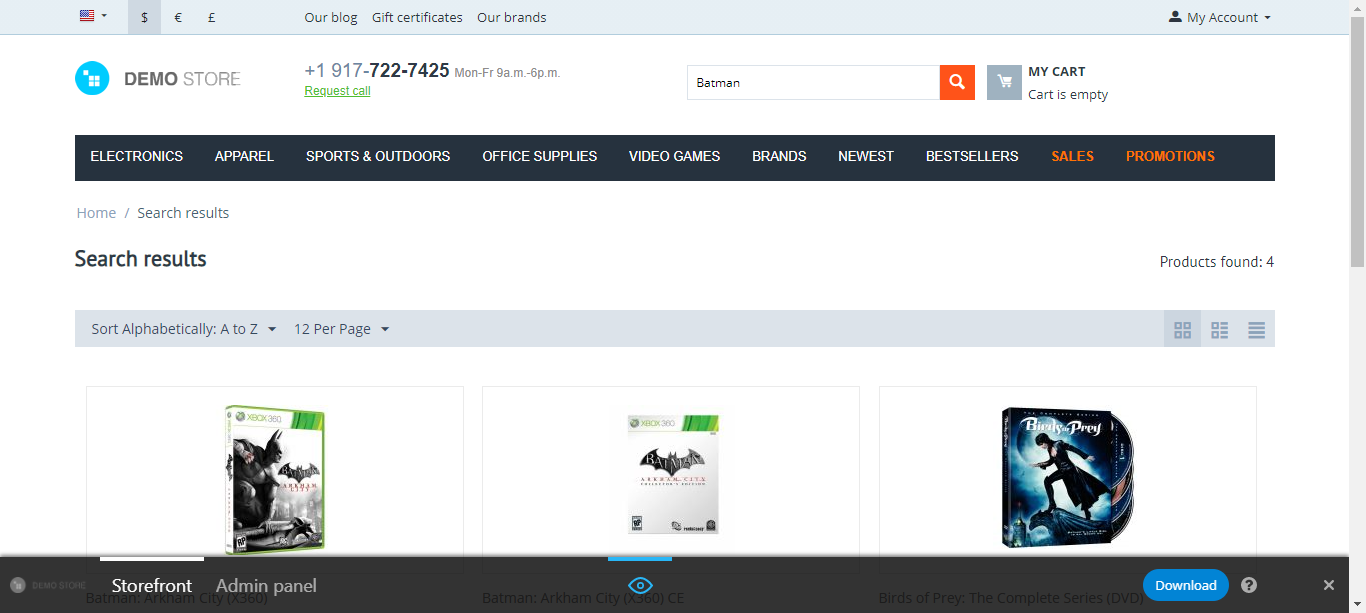 $ € £ Our blog Gift certificates Our brands My Account
DEMO STORE
+1 917-722-7425 Mon-Fr 9a.m.-6p.m.
Request call
Batman
MY CART
Cart is empty
ELECTRONICS APPAREL SPORTS & OUTDOORS OFFICE SUPPLIES VIDEO GAMES BRANDS NEWEST BESTSELLERS SALES PROMOTIONS
Home / Search results
Search results
Products found: 4
Sort Alphabetically: A to Z 12 Per Page
XBOX 360
BATMAN
ARKHAM CITY
RP
XBOX 360
BATMAN
ARKHAM CITY
COLLECTOR'S EDITION
RP
THE COMPLETE SERIES
Birds of Prey
DEMO STORE Storefront Admin panel Download ?
Batman: Arkham City (X360) Batman: Arkham City (X360) CE Birds of Prey: The Complete Series (DVD)